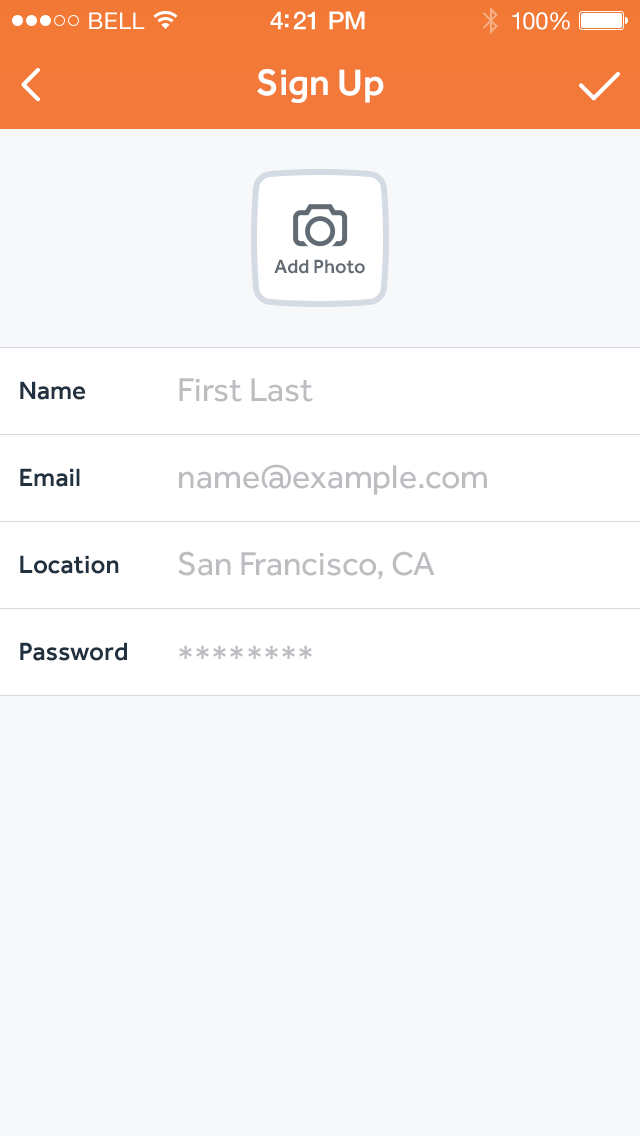 BELL 4:21 PM 100%
Sign Up
Add Photo
Name First Last
Email name@example.com
Location San Francisco, CA
Password ********